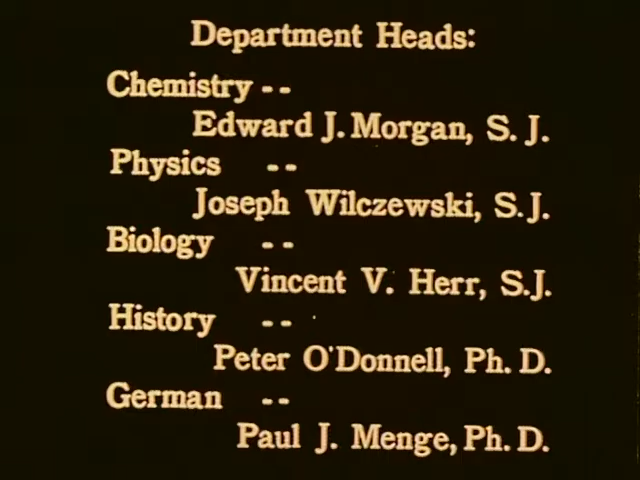 Department Heads:
Chemistry --
Edward J. Morgan, S. J.
Physics --
Joseph Wilczewski, S.J.
Biology --
Vincent V. Herr, S.J.
History --
Peter O'Donnell, Ph. D.
German --
Paul J. Menge, Ph. D.